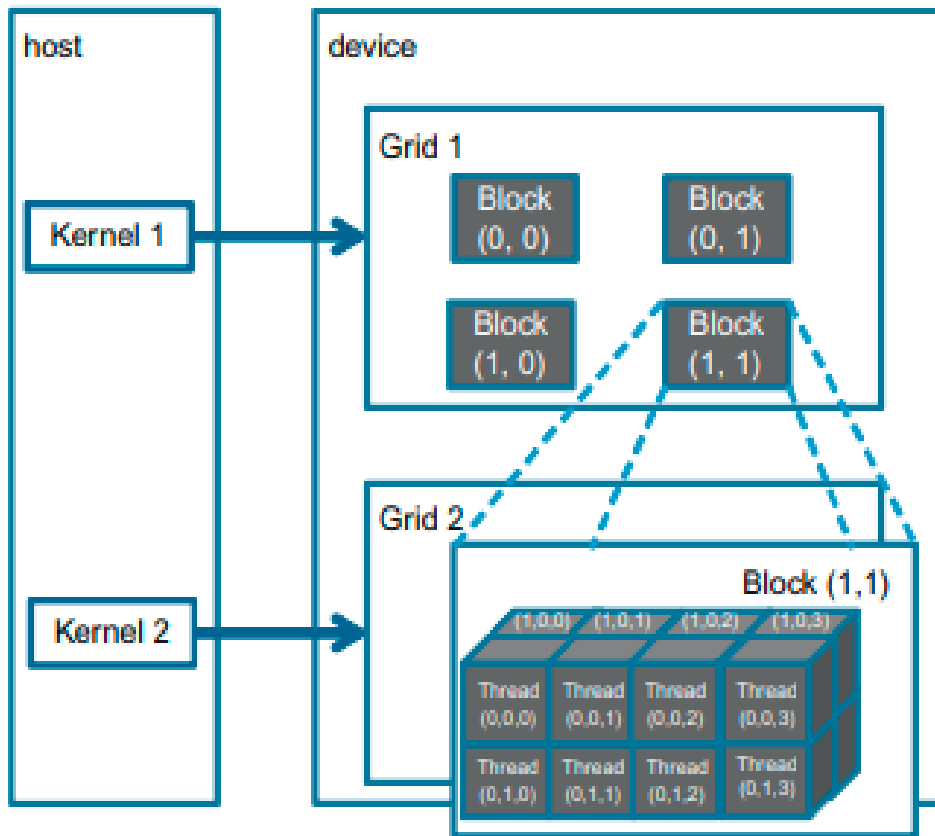 host
device
Grid 1
Block
(0, 0)
Block
(0, 1)
Kernel 1
Block
(1, 0)
Block
(1, 1)
Grid 2
Block (1,1)
Kernel 2
(1,0,0)
(1,0,1)
(1,0,2)
(1,0,3)
Thread
(0,0,0)
Thread
(0,0,1)
Thread
(0,0,2)
Thread
(0,0,3)
Thread
(0,1,0)
Thread
(0,1,1)
Thread
(0,1,2)
Thread
(0,1,3)